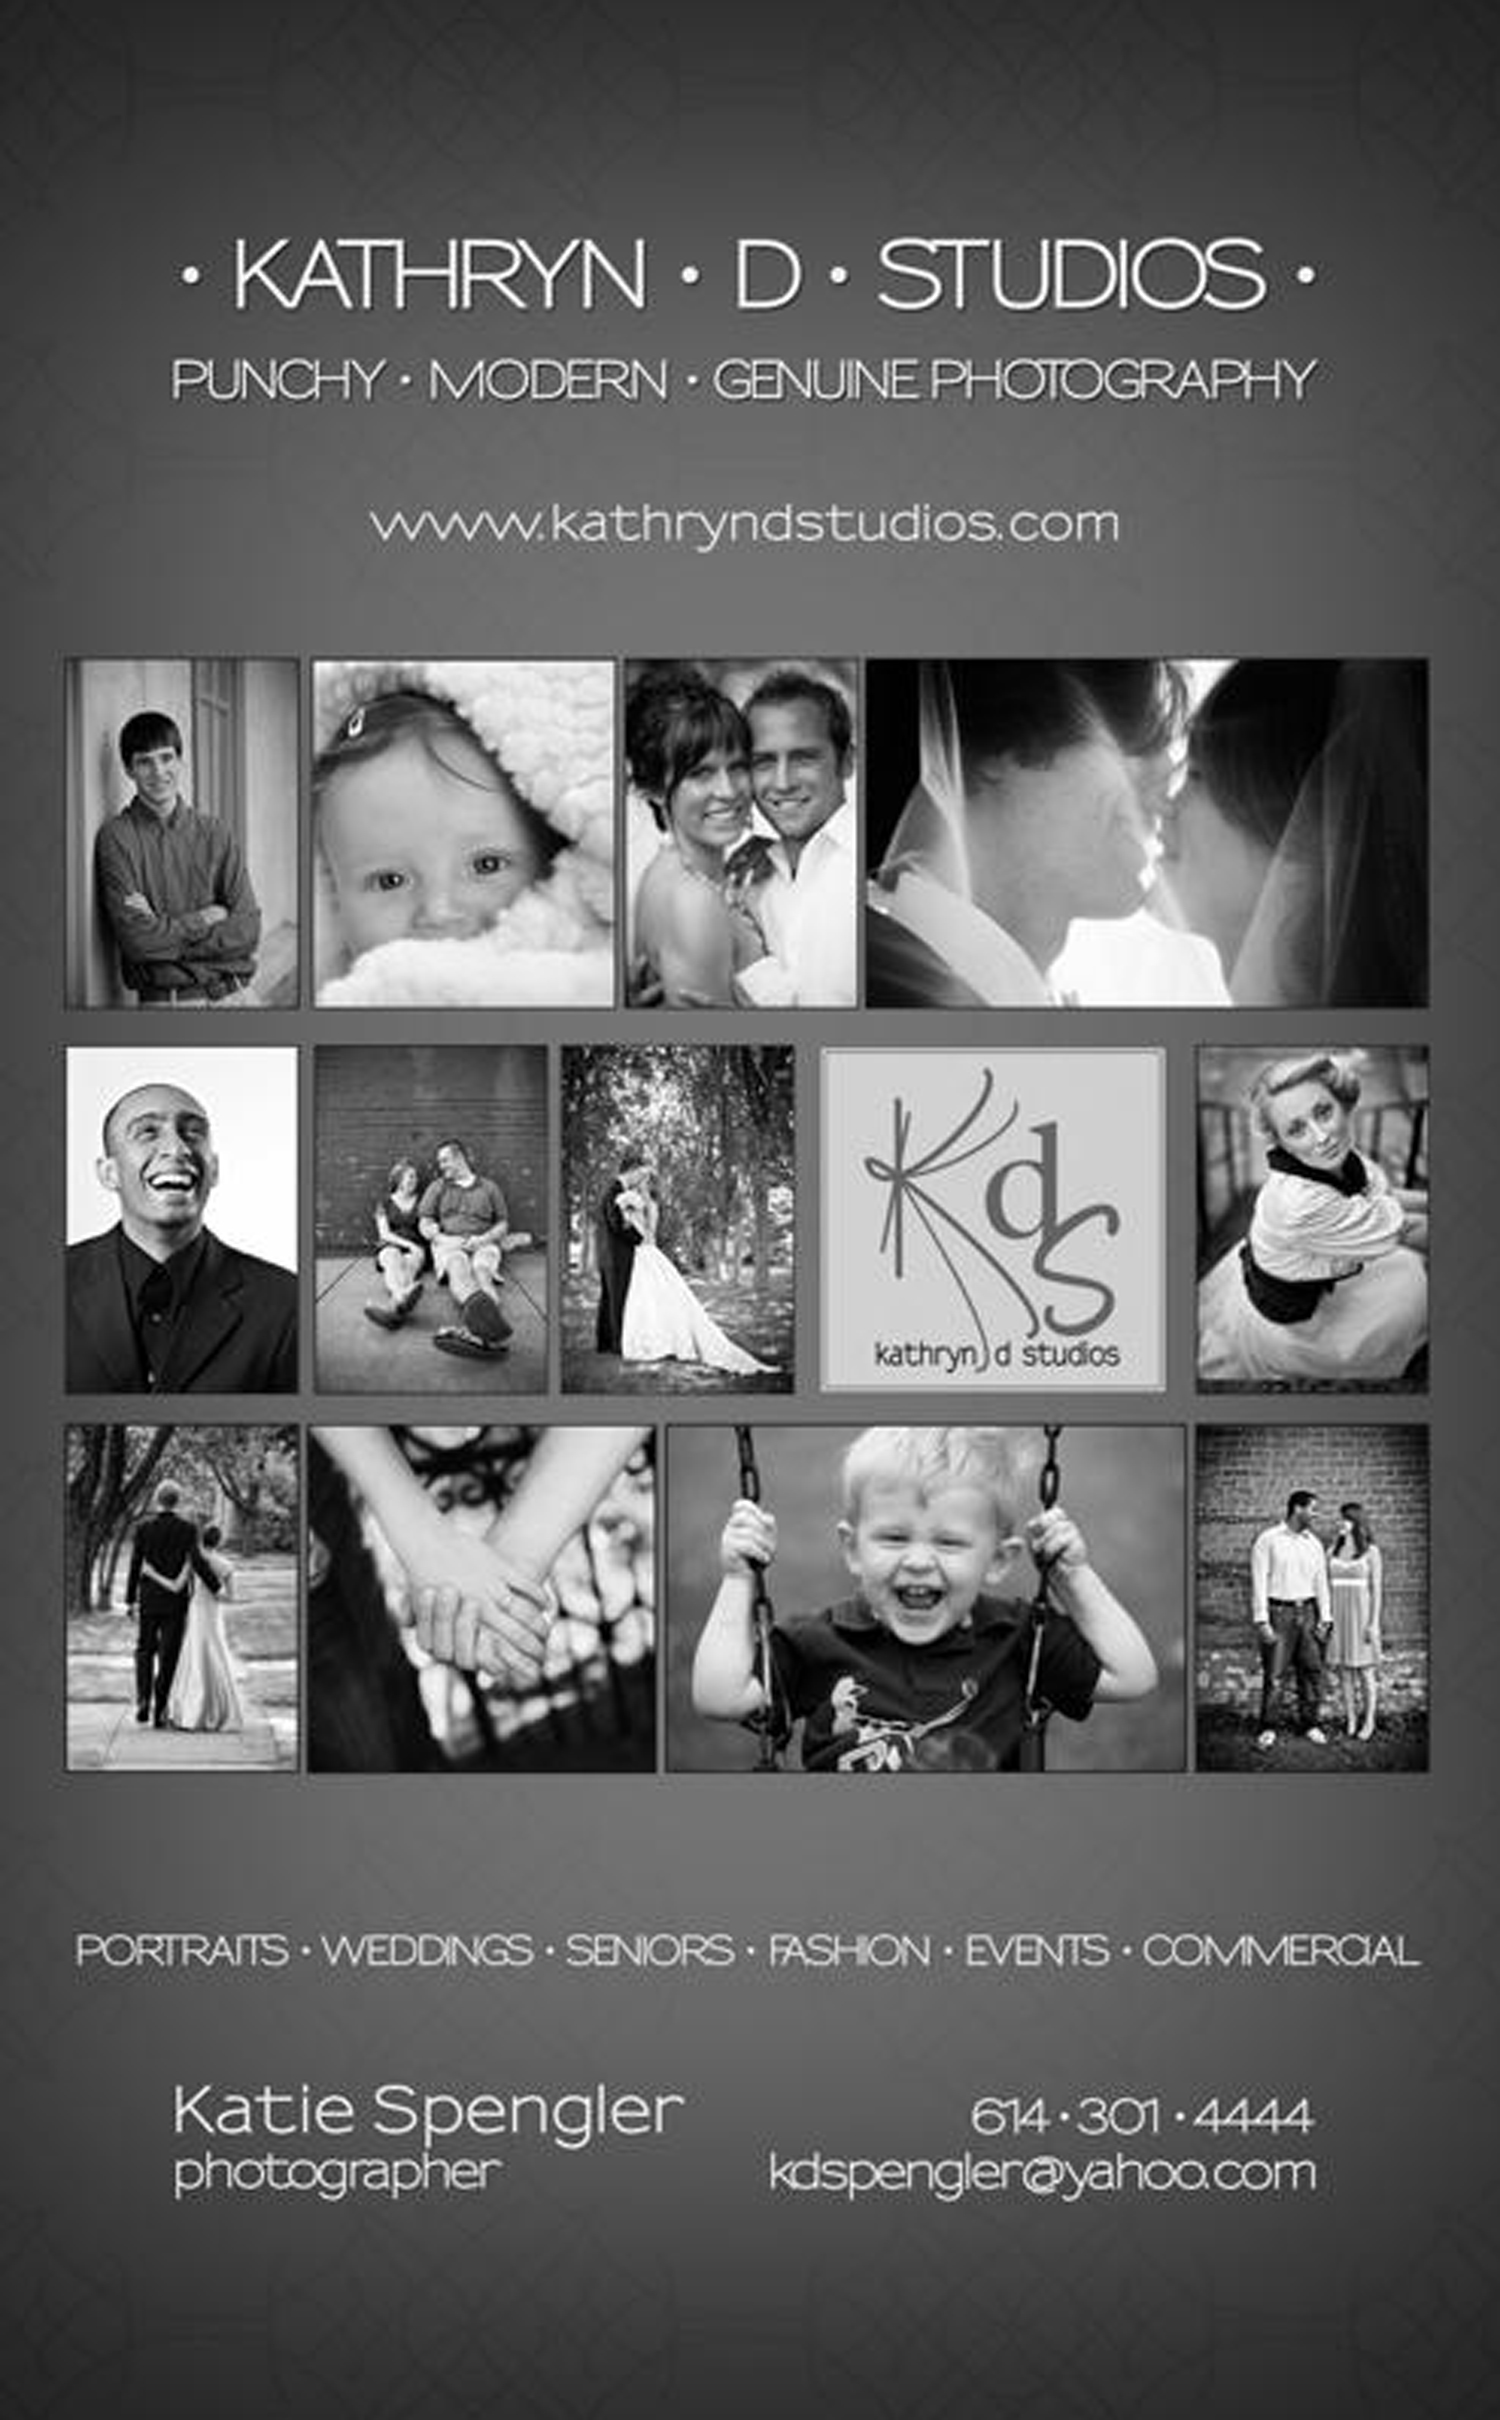 · KATHRYN · D · STUDIOS ·
PUNCHY · MODERN · GENUINE PHOTOGRAPHY
www.kathryndstudios.com
KdS
kathryn d studios
PORTRAITS · WEDDINGS · SENIORS · FASHION · EVENTS · COMMERCIAL
Katie Spengler
photographer
614 · 301 · 4444
kdspengler@yahoo.com